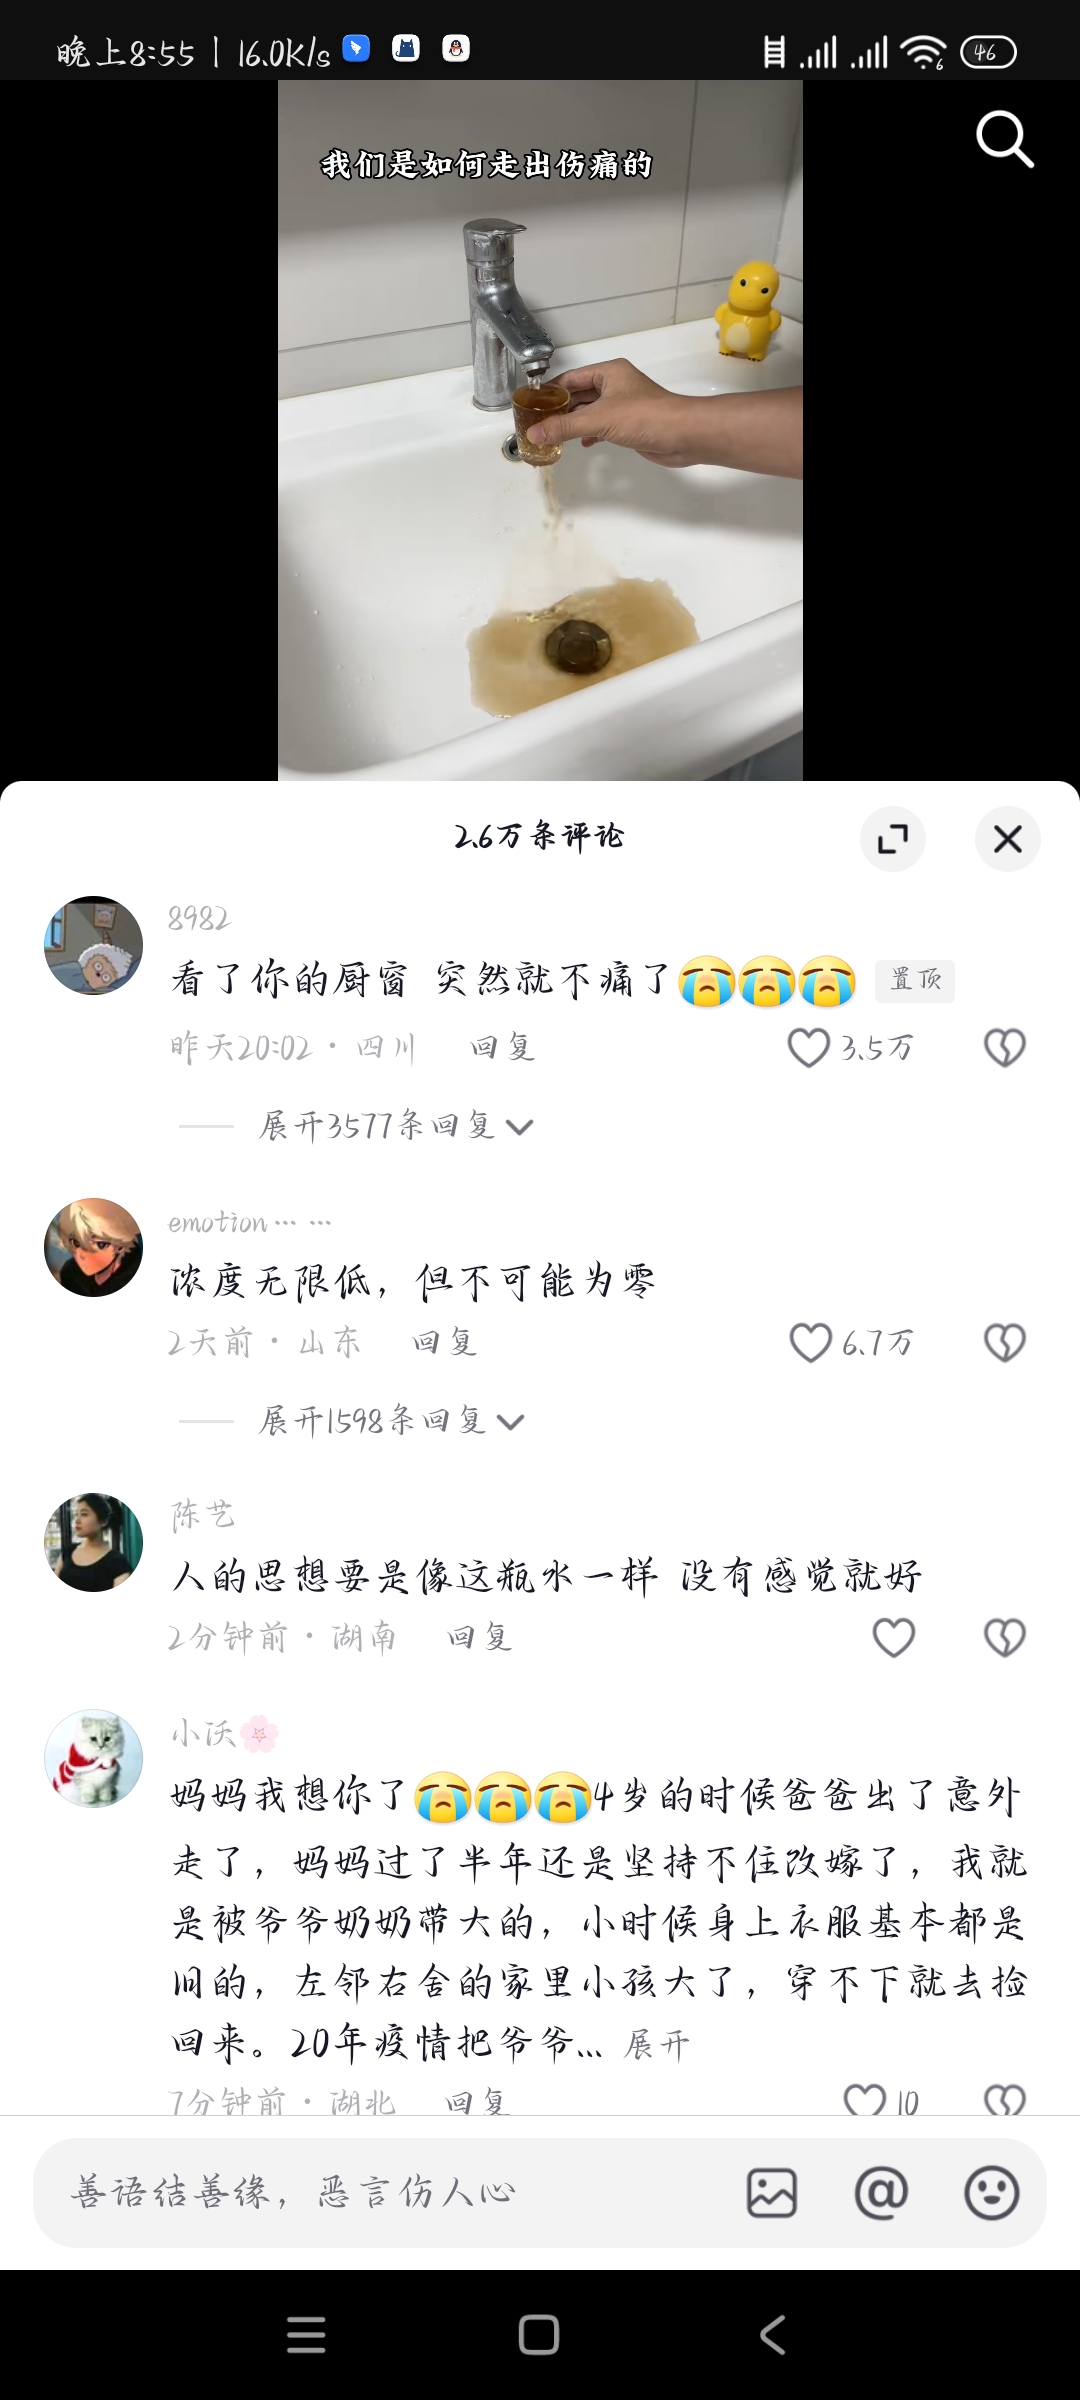 晚上8:55 | 16.0K/s
46
我们是如何走出伤痛的
2.6万条评论
8982
看了你的厨窗 突然就不痛了😭😭😭 置顶
昨天20:02 · 四川 回复 3.5万
展开3577条回复
emotion… …
浓度无限低，但不可能为零
2天前 · 山东 回复 6.7万
展开1598条回复
陈艺
人的思想要是像这瓶水一样 没有感觉就好
2分钟前 · 湖南 回复
小沃🌸
妈妈我想你了😭😭😭4岁的时候爸爸出了意外
走了，妈妈过了半年还是坚持不住改嫁了，我就
是被爷爷奶奶带大的，小时候身上衣服基本都是
旧的，左邻右舍的家里小孩大了，穿不下就去捡
回来。20年疫情把爷爷... 展开
7分钟前 · 湖北 回复 10
善语结善缘，恶言伤人心